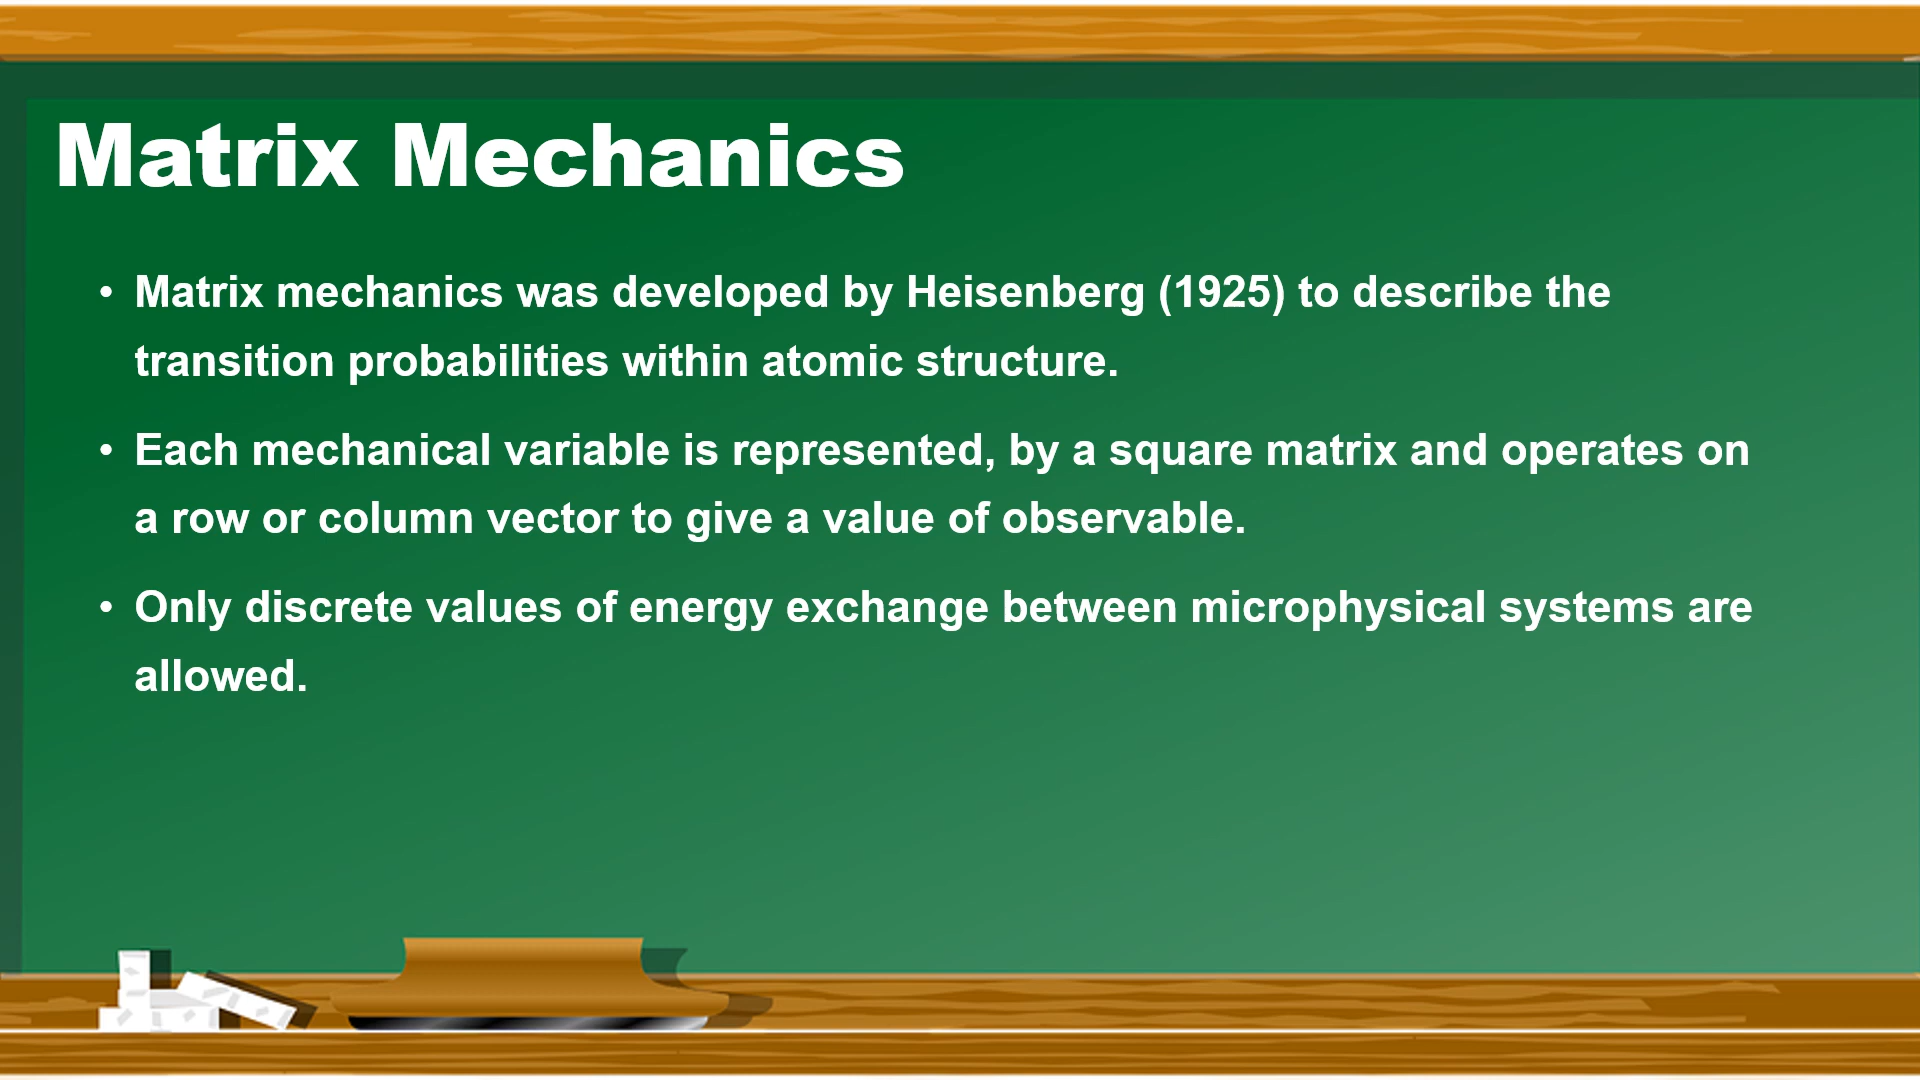 Matrix Mechanics
• Matrix mechanics was developed by Heisenberg (1925) to describe the
transition probabilities within atomic structure.
• Each mechanical variable is represented, by a square matrix and operates on
a row or column vector to give a value of observable.
• Only discrete values of energy exchange between microphysical systems are
allowed.